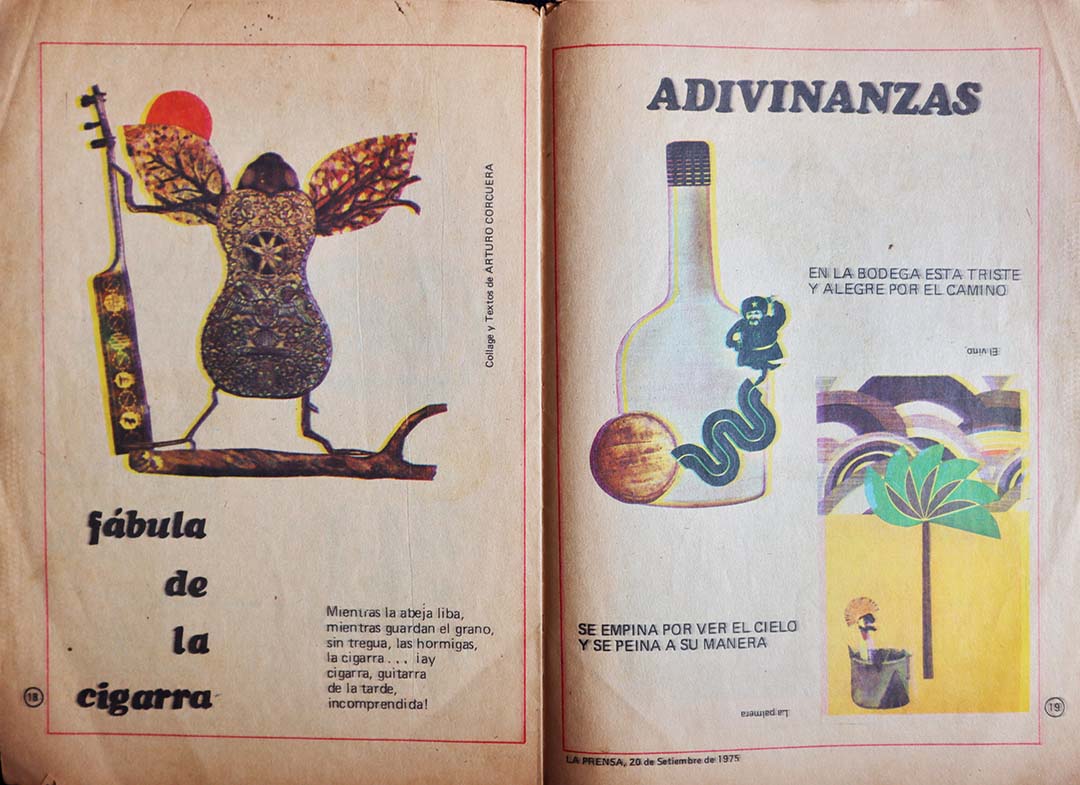 fábula
de
la
cigarra
Collage y Textos de ARTURO CORCUERA
Mientras la abeja liba,
mientras guardan el grano,
sin tregua, las hormigas,
la cigarra... ¡ay
cigarra, guitarra
de la tarde,
incomprendida!
18
ADIVINANZAS
EN LA BODEGA ESTA TRISTE
Y ALEGRE POR EL CAMINO
El vino.
SE EMPINA POR VER EL CIELO
Y SE PEINA A SU MANERA
La palmera
19
LA PRENSA, 20 de Setiembre de 1975